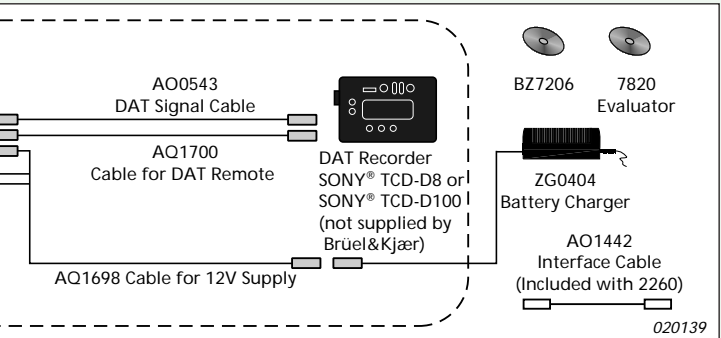 AO0543
DAT Signal Cable
AQ1700
Cable for DAT Remote
DAT Recorder
SONY® TCD-D8 or
SONY® TCD-D100
(not supplied by
Brüel&Kjær)
AQ1698 Cable for 12V Supply
BZ7206
7820
Evaluator
ZG0404
Battery Charger
AO1442
Interface Cable
(Included with 2260)
020139